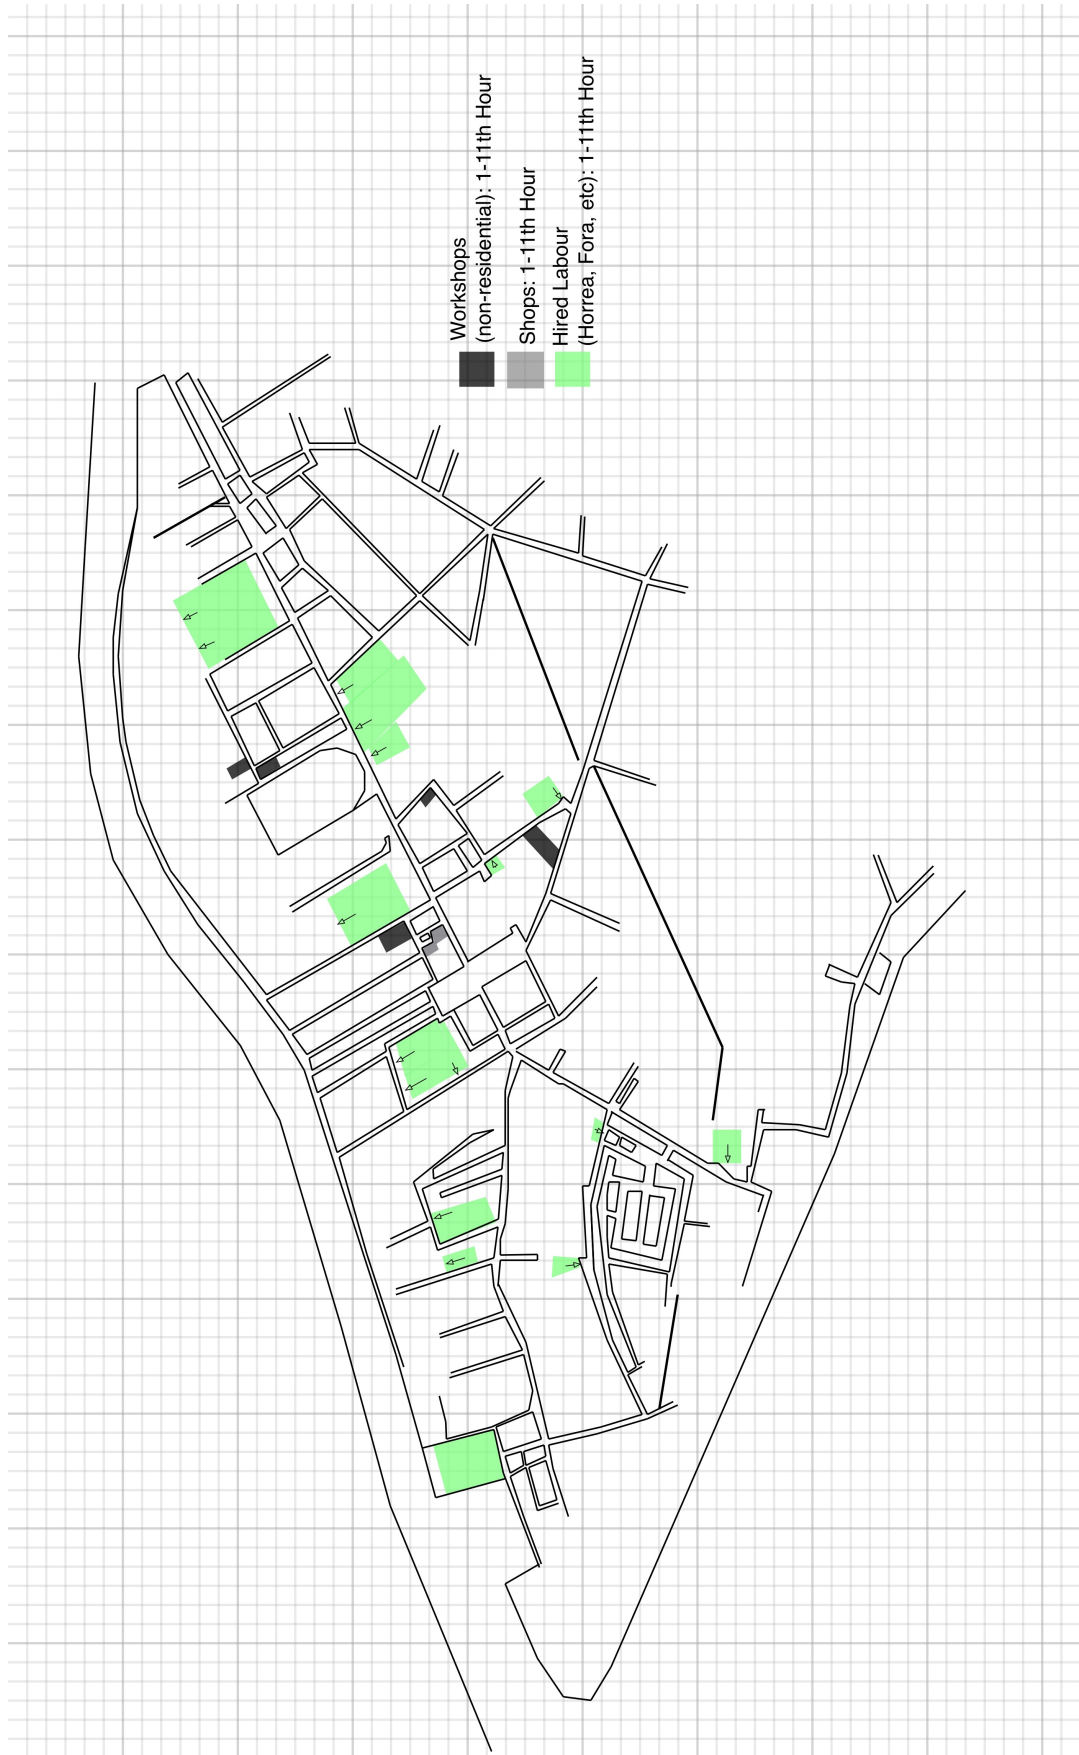 Workshops
(non-residential): 1-11th Hour
Shops: 1-11th Hour
Hired Labour
(Horrea, Fora, etc): 1-11th Hour